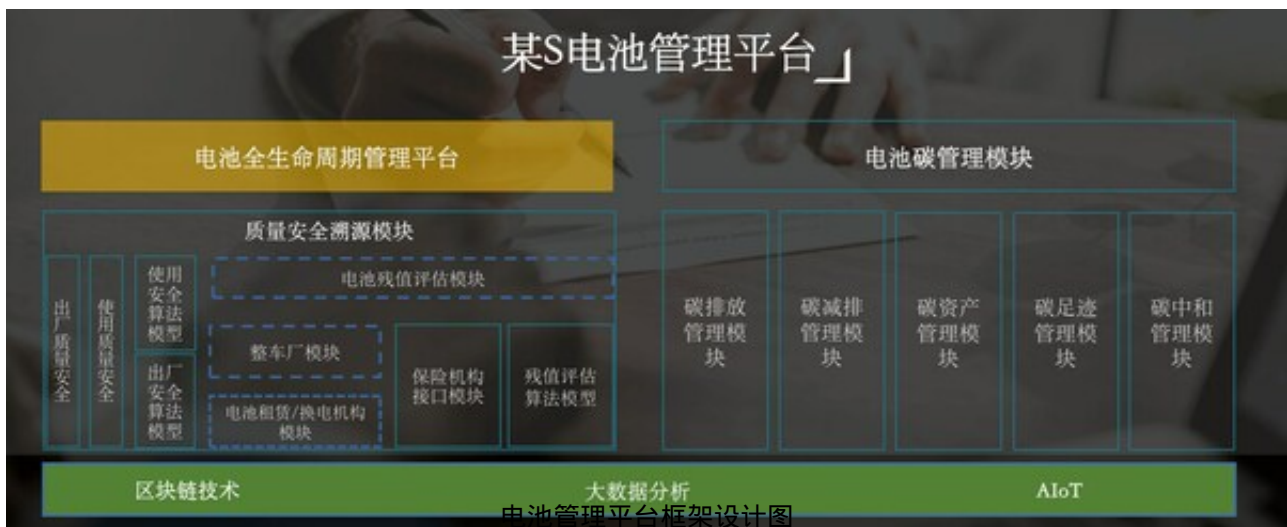 某S电池管理平台
电池全生命周期管理平台
电池碳管理模块
质量安全溯源模块
出厂质量安全
使用质量安全
使用
安全
算法
模型
出厂
安全
算法
模型
电池残值评估模块
整车厂模块
电池租赁/换电机构
模块
保险机构
接口模块
残值评估
算法模型
碳排放
管理模
块
碳减排
管理模
块
碳资产
管理模
块
碳足迹
管理模
块
碳中和
管理模
块
区块链技术
大数据分析
AIoT
电池管理平台框架设计图